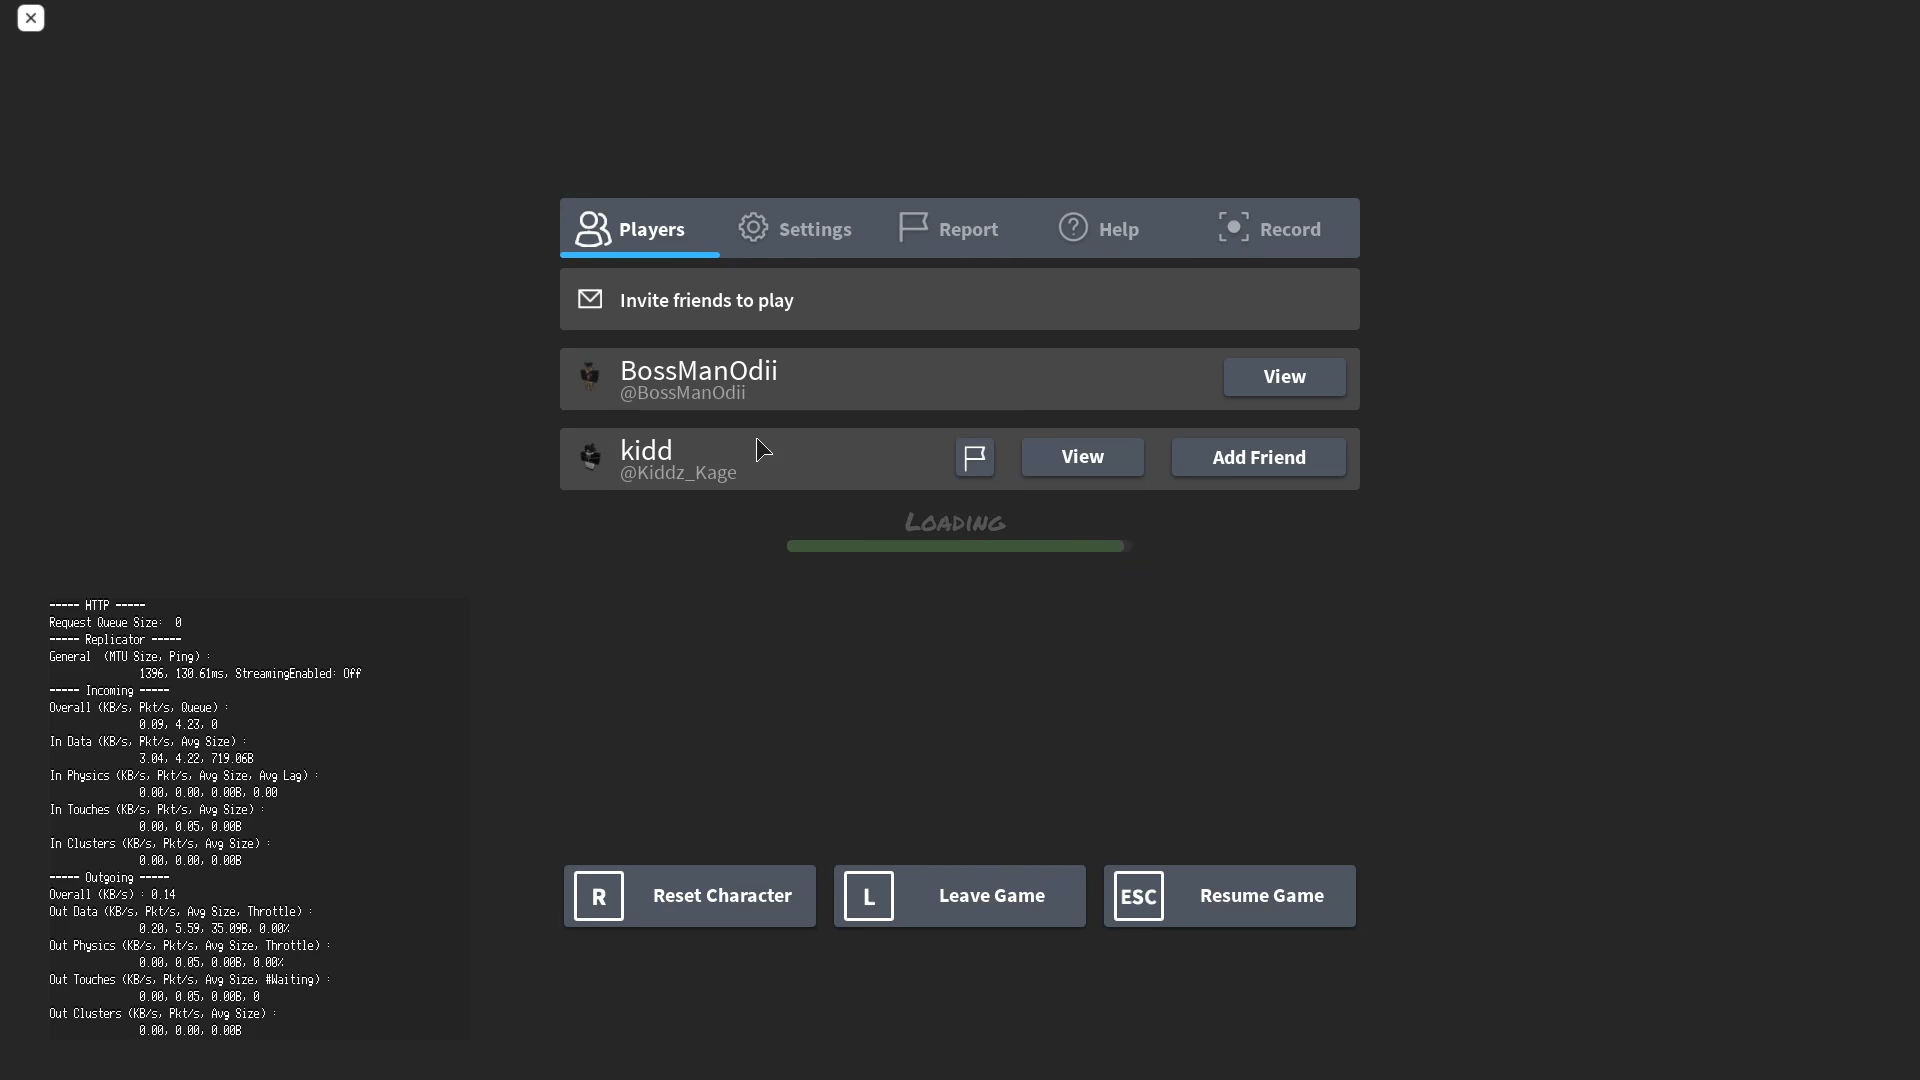 Players
Settings
Report
Help
Record
Invite friends to play
BossManOdii
@BossManOdii
View
kidd
@Kiddz_Kage
View
Add Friend
LOADING
----- HTTP -----
Request Queue Size: 0
----- Replicator -----
General (MTU Size, Ping) :
1396, 130.61ms, StreamingEnabled: Off
----- Incoming -----
Overall (KB/s, Pkt/s, Queue) :
0.09, 4.23, 0
In Data (KB/s, Pkt/s, Avg Size) :
3.04, 4.22, 719.06B
In Physics (KB/s, Pkt/s, Avg Size, Avg Lag) :
0.00, 0.00, 0.00B, 0.00
In Touches (KB/s, Pkt/s, Avg Size) :
0.00, 0.05, 0.00B
In Clusters (KB/s, Pkt/s, Avg Size) :
0.00, 0.00, 0.00B
----- Outgoing -----
Overall (KB/s) : 0.14
Out Data (KB/s, Pkt/s, Avg Size, Throttle) :
0.20, 5.59, 35.09B, 0.00%
Out Physics (KB/s, Pkt/s, Avg Size, Throttle) :
0.00, 0.05, 0.00B, 0.00%
Out Touches (KB/s, Pkt/s, Avg Size, #Waiting) :
0.00, 0.05, 0.00B, 0
Out Clusters (KB/s, Pkt/s, Avg Size) :
0.00, 0.00, 0.00B
R Reset Character
L Leave Game
ESC Resume Game